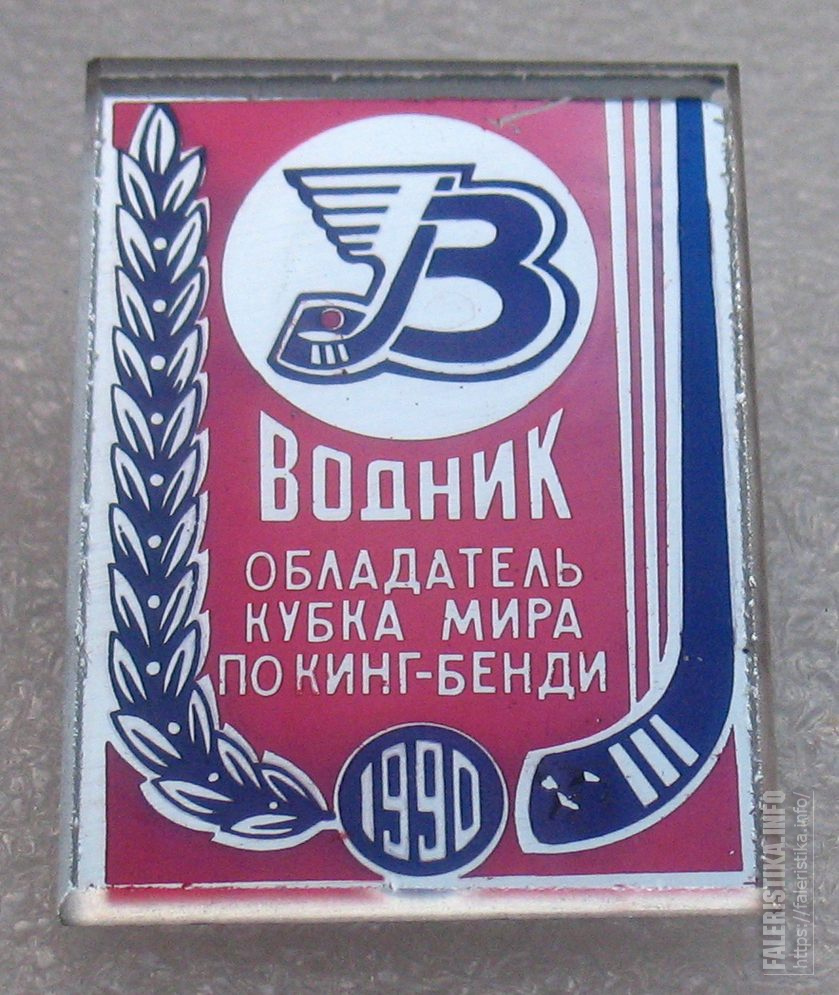 В
ВОДНИК
ОБЛАДАТЕЛЬ
КУБКА МИРА
ПО КИНГ-БЕНДИ
1990
FALERISTIKA.INFO
https://faleristika.info/